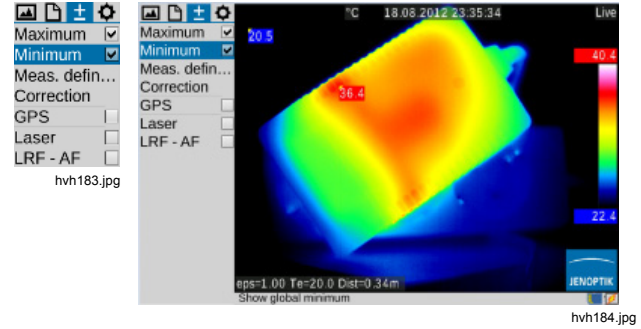 Maximum
Minimum
Meas. defin...
Correction
GPS
Laser
LRF - AF
hvh183.jpg
Maximum
Minimum
Meas. defin...
Correction
GPS
Laser
LRF - AF
°C 18.08.2012 23:35:34 Live
20.5
40.4
36.4
22.4
JENOPTIK
eps=1.00 Te=20.0 Dist=0.34m
Show global minimum
hvh184.jpg